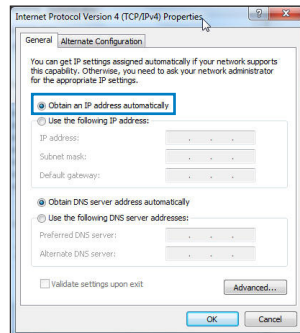 Internet Protocol Version 4 (TCP/IPv4) Properties
General Alternate Configuration
You can get IP settings assigned automatically if your network supports
this capability. Otherwise, you need to ask your network administrator
for the appropriate IP settings.
Obtain an IP address automatically
Use the following IP address:
IP address:
Subnet mask:
Default gateway:
Obtain DNS server address automatically
Use the following DNS server addresses:
Preferred DNS server:
Alternate DNS server:
Validate settings upon exit
Advanced...
OK Cancel